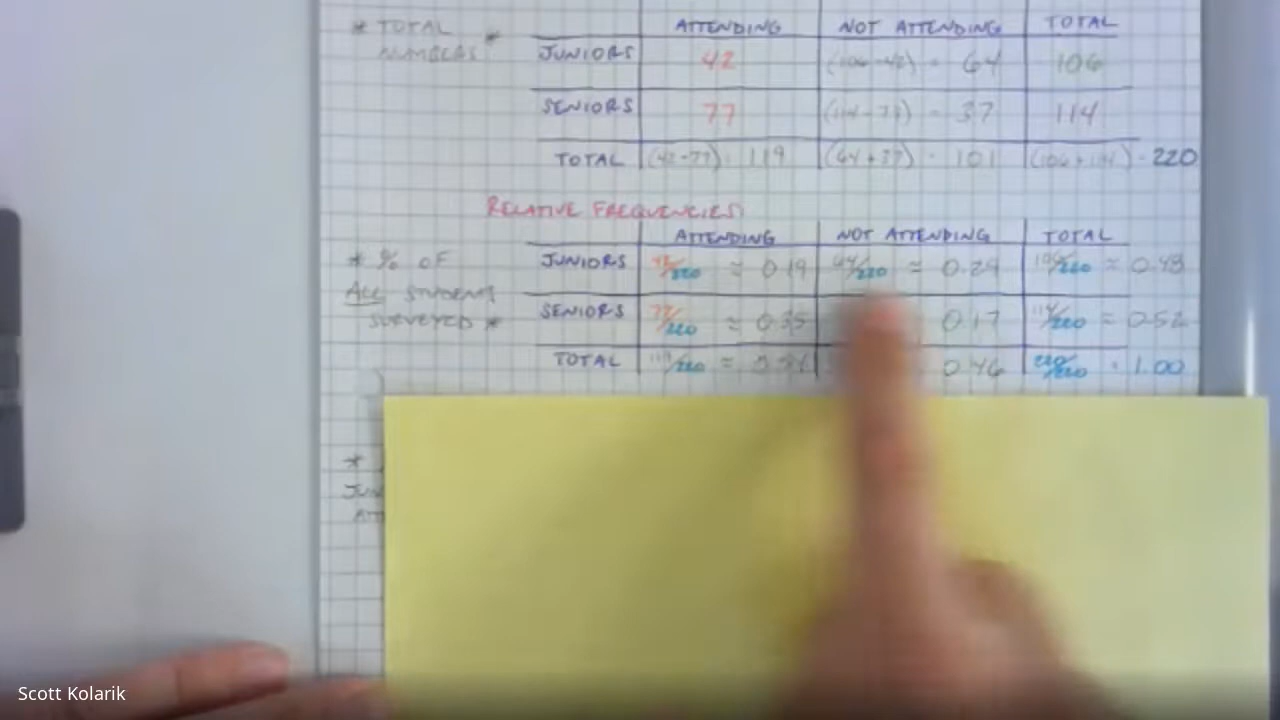 * TOTAL NUMBERS *
ATTENDING NOT ATTENDING TOTAL
JUNIORS 42 (106-42) = 64 106
SENIORS 77 (114-77) = 37 114
TOTAL (42+77) = 119 (64+37) = 101 (106+114) = 220
RELATIVE FREQUENCIES
ATTENDING NOT ATTENDING TOTAL
* % OF ALL STUDENTS SURVEYED *
JUNIORS 42/220 ≈ 0.19 64/220 ≈ 0.29 106/220 ≈ 0.48
SENIORS 77/220 ≈ 0.35 0.17 114/220 ≈ 0.52
TOTAL 119/220 ≈ 0.54 0.46 220/220 = 1.00
*
Scott Kolarik